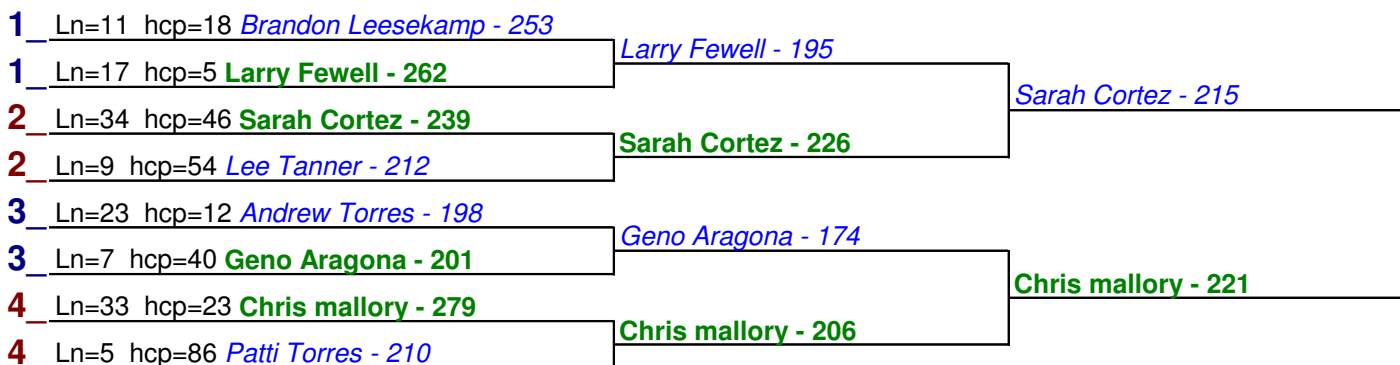 1_ Ln=11 hcp=18 Brandon Leesekamp - 253
Larry Fewell - 195
1_ Ln=17 hcp=5 Larry Fewell - 262
Sarah Cortez - 215
2_ Ln=34 hcp=46 Sarah Cortez - 239
Sarah Cortez - 226
2_ Ln=9 hcp=54 Lee Tanner - 212
3_ Ln=23 hcp=12 Andrew Torres - 198
Geno Aragona - 174
3_ Ln=7 hcp=40 Geno Aragona - 201
Chris mallory - 221
4_ Ln=33 hcp=23 Chris mallory - 279
Chris mallory - 206
4 Ln=5 hcp=86 Patti Torres - 210